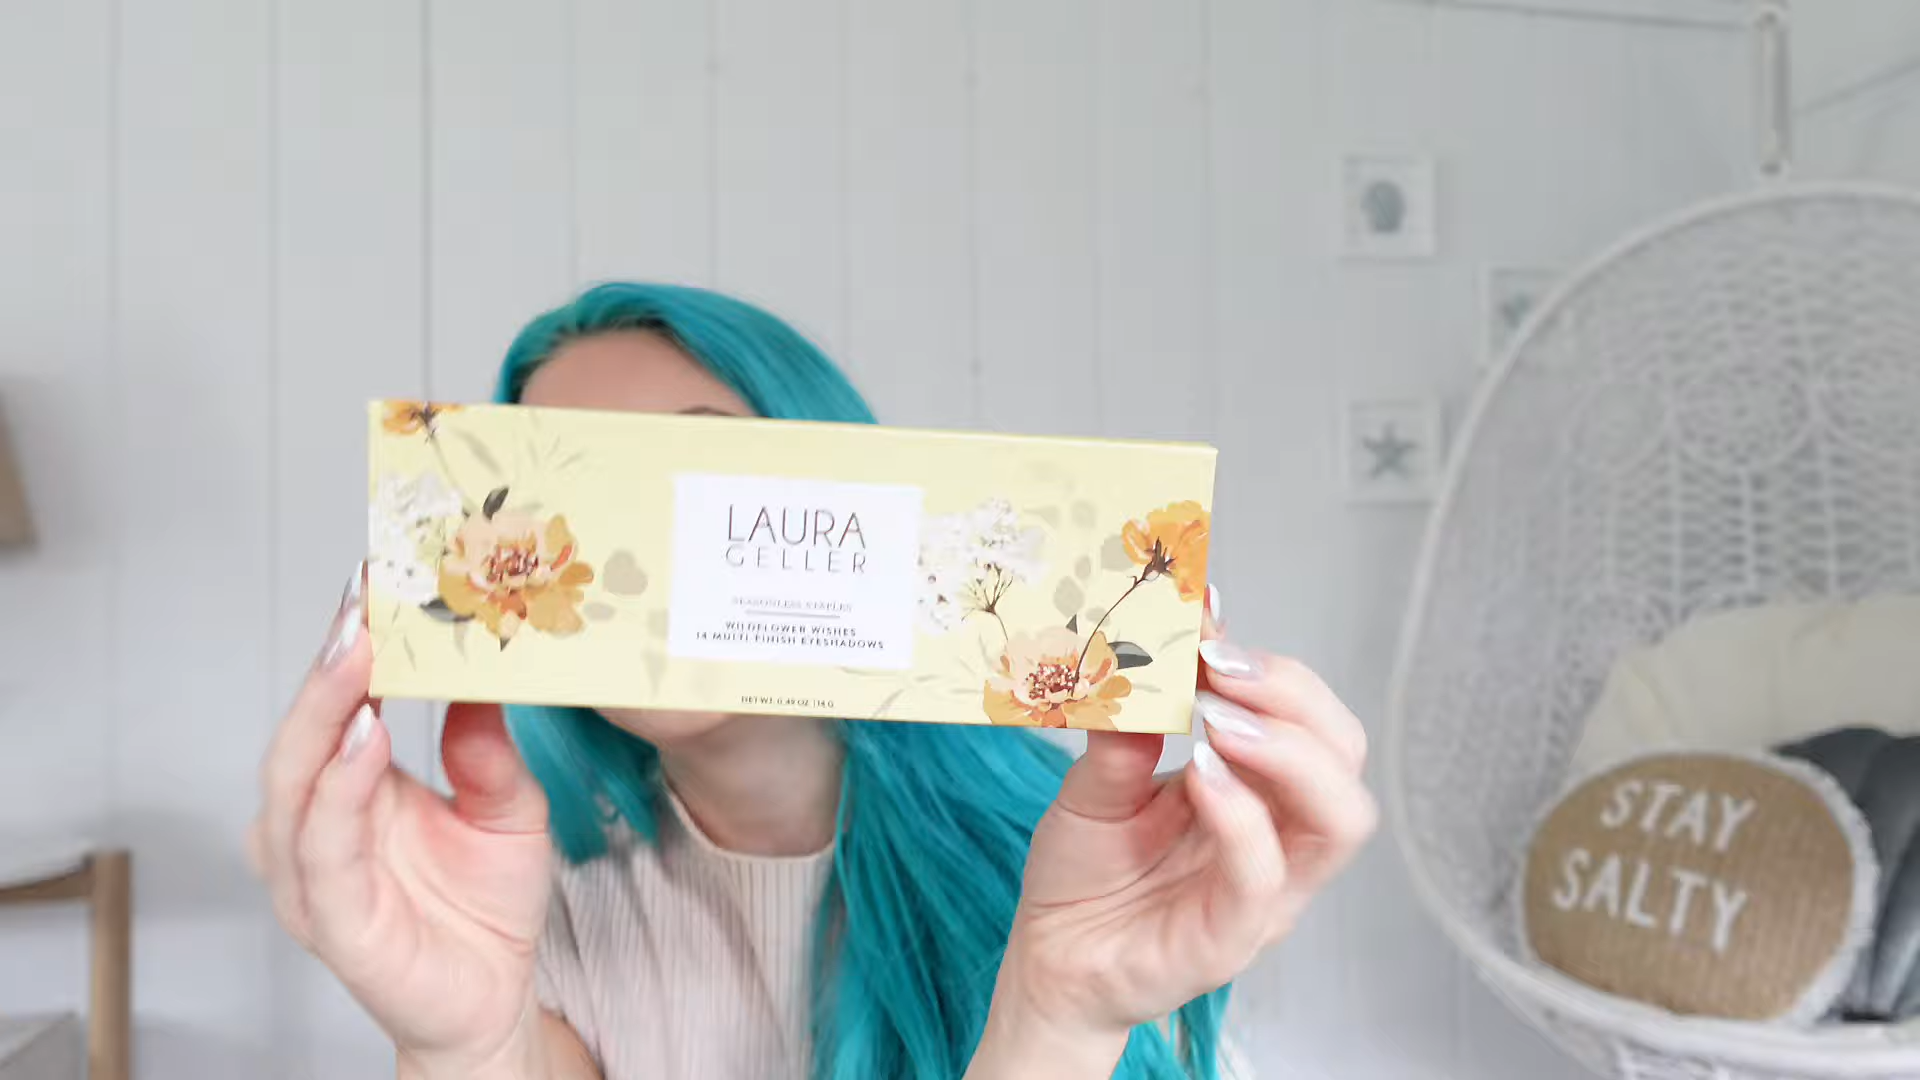 LAURA
GELLER
SEASONLESS STAPLES
WILDFLOWER WISHES
14 MULTI-FINISH EYESHADOWS
NET WT. 0.49 OZ | 14 G
STAY
SALTY